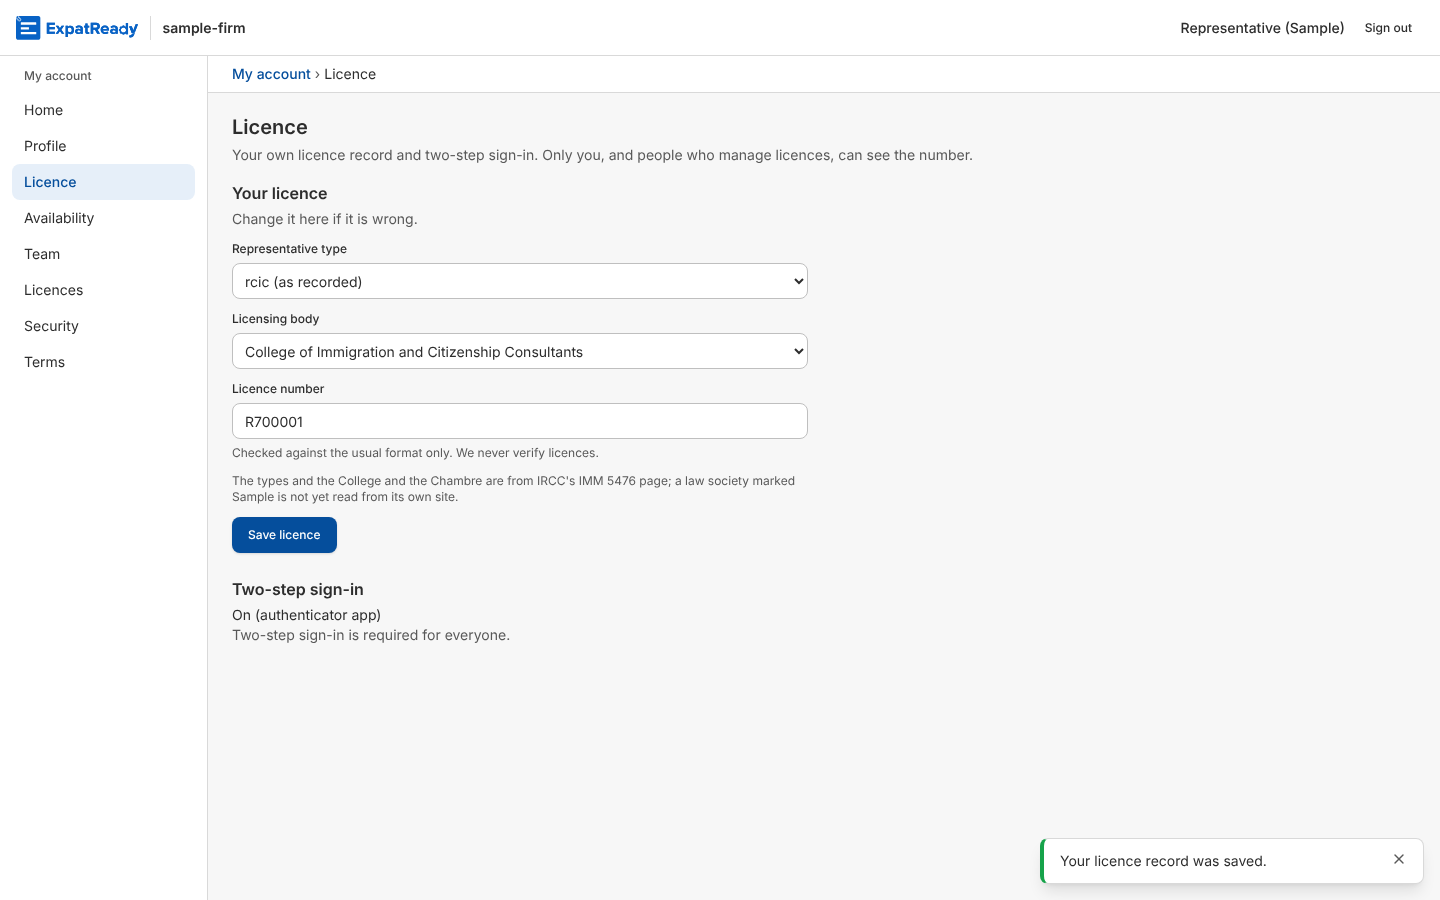 ExpatReady
sample-firm
Representative (Sample)
Sign out
My account
Home
Profile
Licence
Availability
Team
Licences
Security
Terms
My account › Licence
Licence
Your own licence record and two-step sign-in. Only you, and people who manage licences, can see the number.
Your licence
Change it here if it is wrong.
Representative type
rcic (as recorded)
Licensing body
College of Immigration and Citizenship Consultants
Licence number
R700001
Checked against the usual format only. We never verify licences.
The types and the College and the Chambre are from IRCC's IMM 5476 page; a law society marked
Sample is not yet read from its own site.
Save licence
Two-step sign-in
On (authenticator app)
Two-step sign-in is required for everyone.
Your licence record was saved.